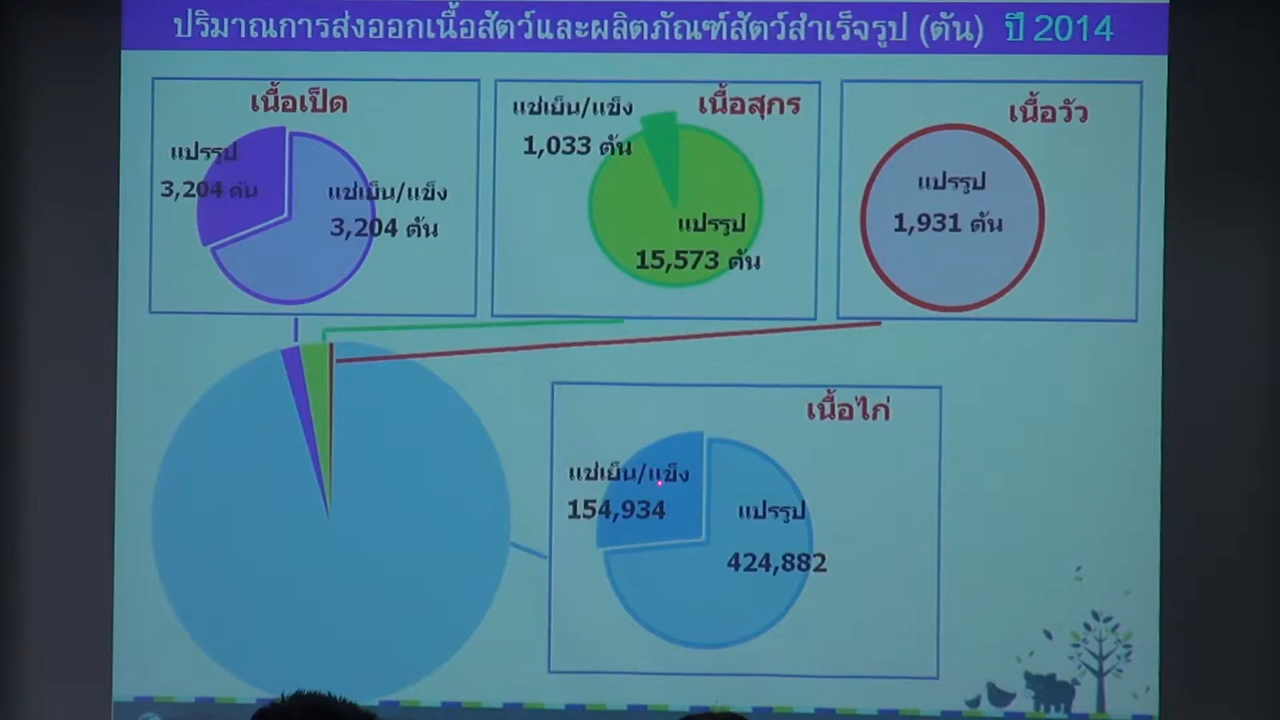 ปริมาณการส่งออกเนื้อสัตว์และผลิตภัณฑ์สัตว์สำเร็จรูป (ตัน) ปี 2014
เนื้อเป็ด
แปรรูป
3,204 ตัน
แช่เย็น/แข็ง
3,204 ตัน
เนื้อสุกร
แช่เย็น/แข็ง
1,033 ตัน
แปรรูป
15,573 ตัน
เนื้อวัว
แปรรูป
1,931 ตัน
เนื้อไก่
แช่เย็น/แข็ง
154,934
แปรรูป
424,882